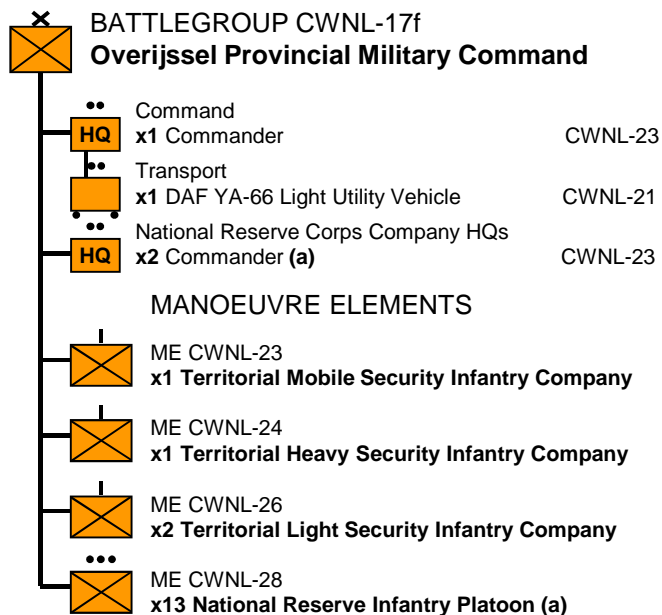 BATTLEGROUP CWNL-17f
Overijssel Provincial Military Command
Command
HQ x1 Commander CWNL-23
Transport
x1 DAF YA-66 Light Utility Vehicle CWNL-21
National Reserve Corps Company HQs
HQ x2 Commander (a) CWNL-23
MANOEUVRE ELEMENTS
ME CWNL-23
x1 Territorial Mobile Security Infantry Company
ME CWNL-24
x1 Territorial Heavy Security Infantry Company
ME CWNL-26
x2 Territorial Light Security Infantry Company
ME CWNL-28
x13 National Reserve Infantry Platoon (a)